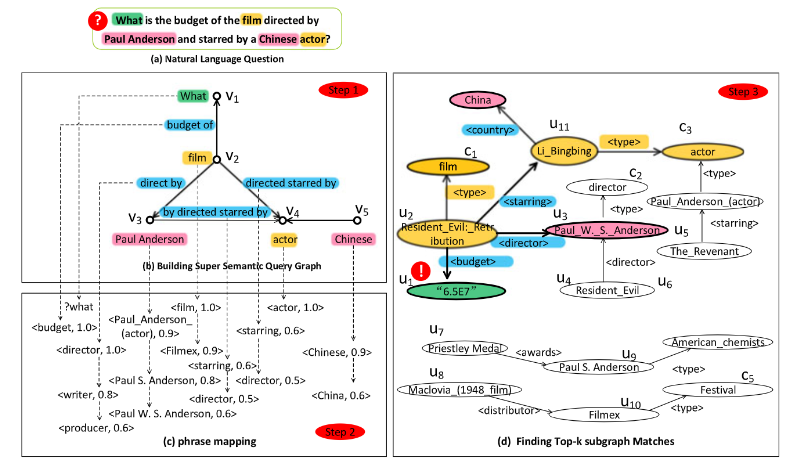 ? What is the budget of the film directed by
Paul Anderson and starred by a Chinese actor?
(a) Natural Language Question
Step 1
What V1
budget of
film V2
direct by directed starred by
V3 by directed starred by V4 V5
Paul Anderson actor Chinese
(b) Building Super Semantic Query Graph
?what <film, 1.0> <actor, 1.0>
<budget, 1.0> <Paul_Anderson_
(actor), 0.9> <starring, 0.6>
<director, 1.0> <Filmex, 0.9> <Chinese, 0.9>
<starring, 0.6>
<Paul S. Anderson, 0.8> <director, 0.5>
<writer, 0.8> <director, 0.5> <China, 0.6>
<Paul W. S. Anderson, 0.6>
<producer, 0.6>
(c) phrase mapping
Step 2
Step 3
China
<country> u11 c3
c1 Li_Bingbing <type> actor
film c2
<type> director <type>
<starring> <type> Paul_Anderson_(actor)
u2 u3 u5
Resident_Evil:_Retr
ibution <director> Paul_W._S._Anderson <starring>
<budget> <director> The_Revenant
! u1 u4 u6
"6.5E7" Resident_Evil
u7 American_chemists
Priestley Medal <awards> u9
Paul S. Anderson <type>
u8 c5
Maclovia_(1948_film) u10 Festival
<distributor> Filmex <type>
(d) Finding Top-k subgraph Matches